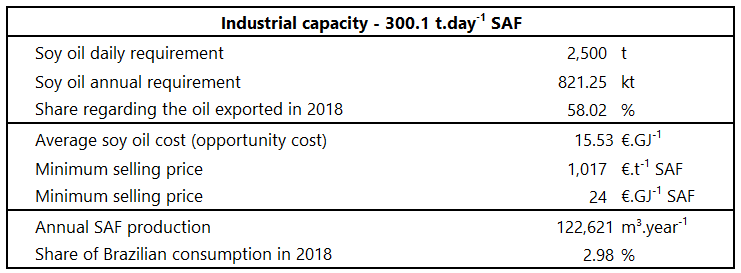 Industrial capacity - 300.1 t.day⁻¹ SAF
Soy oil daily requirement 2,500 t
Soy oil annual requirement 821.25 kt
Share regarding the oil exported in 2018 58.02 %
Average soy oil cost (opportunity cost) 15.53 €.GJ⁻¹
Minimum selling price 1,017 €.t⁻¹ SAF
Minimum selling price 24 €.GJ⁻¹ SAF
Annual SAF production 122,621 m³.year⁻¹
Share of Brazilian consumption in 2018 2.98 %